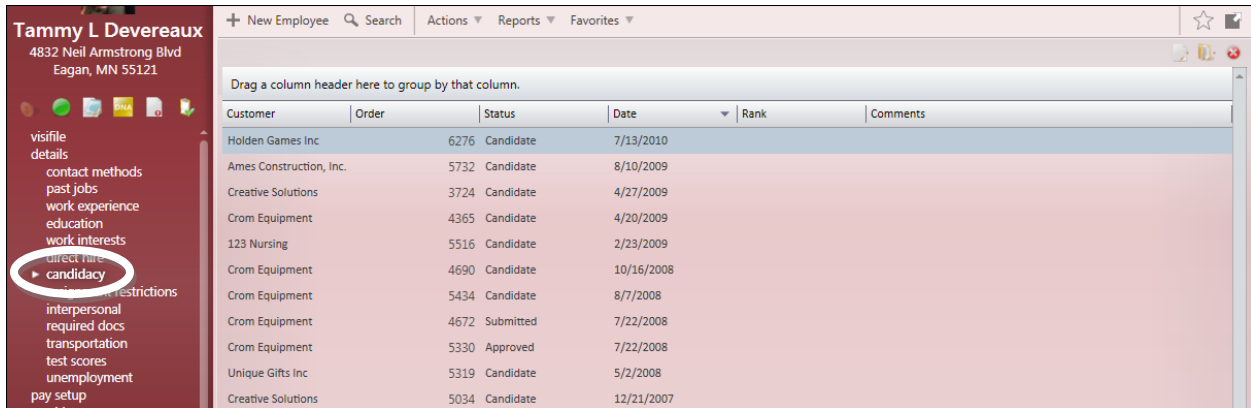 Tammy L Devereaux
4832 Neil Armstrong Blvd
Eagan, MN 55121
DNA
visifile
details
contact methods
past jobs
work experience
education
work interests
direct hire
candidacy
restrictions
interpersonal
required docs
transportation
test scores
unemployment
pay setup
New Employee Search Actions Reports Favorites
Drag a column header here to group by that column.
Customer Order Status Date Rank Comments
Holden Games Inc 6276 Candidate 7/13/2010
Ames Construction, Inc. 5732 Candidate 8/10/2009
Creative Solutions 3724 Candidate 4/27/2009
Crom Equipment 4365 Candidate 4/20/2009
123 Nursing 5516 Candidate 2/23/2009
Crom Equipment 4690 Candidate 10/16/2008
Crom Equipment 5434 Candidate 8/7/2008
Crom Equipment 4672 Submitted 7/22/2008
Crom Equipment 5330 Approved 7/22/2008
Unique Gifts Inc 5319 Candidate 5/2/2008
Creative Solutions 5034 Candidate 12/21/2007